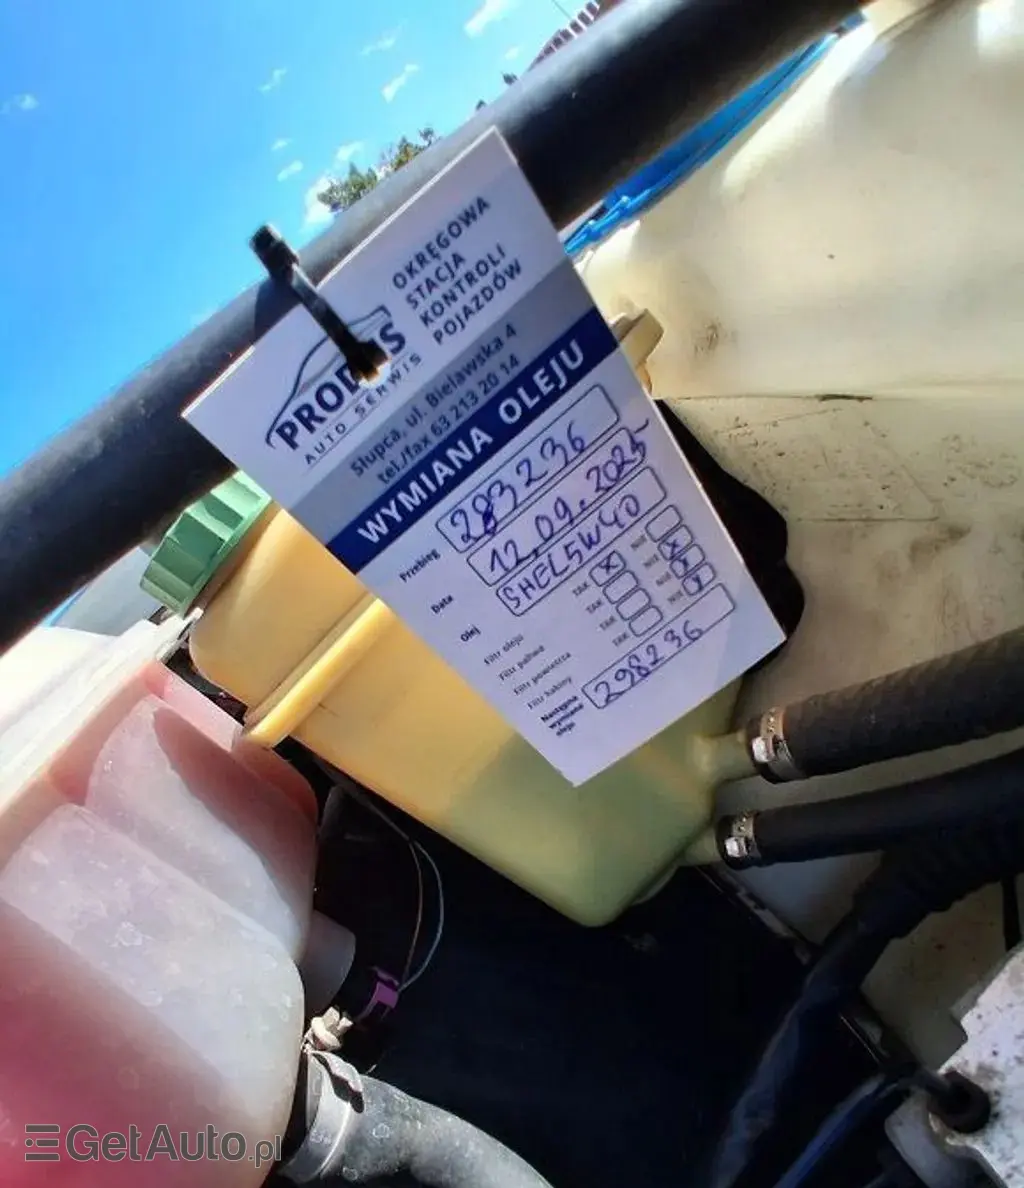 OKRĘGOWA
STACJA
KONTROLI
POJAZDÓW
AUTO SERWIS
Słupca, ul. Bielawska 4
tel./fax 63 213 20 14
WYMIANA OLEJU
Przebieg 283236
Data 12.09.2025
Olej SHEL5W40
Filtr oleju TAK X NIE
Filtr paliwa TAK NIE X
Filtr powietrza TAK NIE X
Filtr kabiny TAK NIE X
Następna wymiana oleju 298236
GetAuto.pl